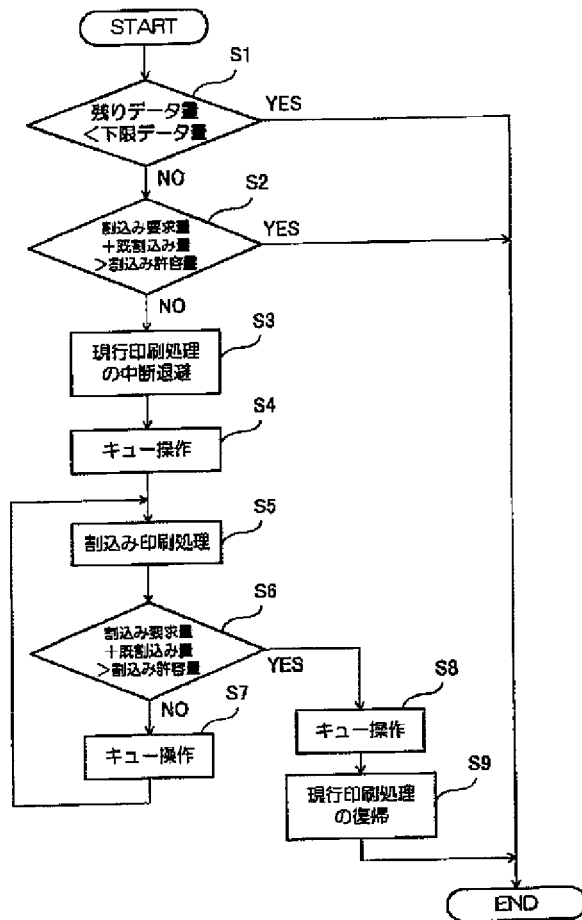 START
S1
残りデータ量
<下限データ量
YES
NO
S2
割込み要求量
+既割込み量
>割込み許容量
YES
NO
S3
現行印刷処理
の中断退避
S4
キュー操作
S5
割込み印刷処理
S6
割込み要求量
+既割込み量
>割込み許容量
YES
NO
S7
キュー操作
S8
キュー操作
S9
現行印刷処理
の復帰
END